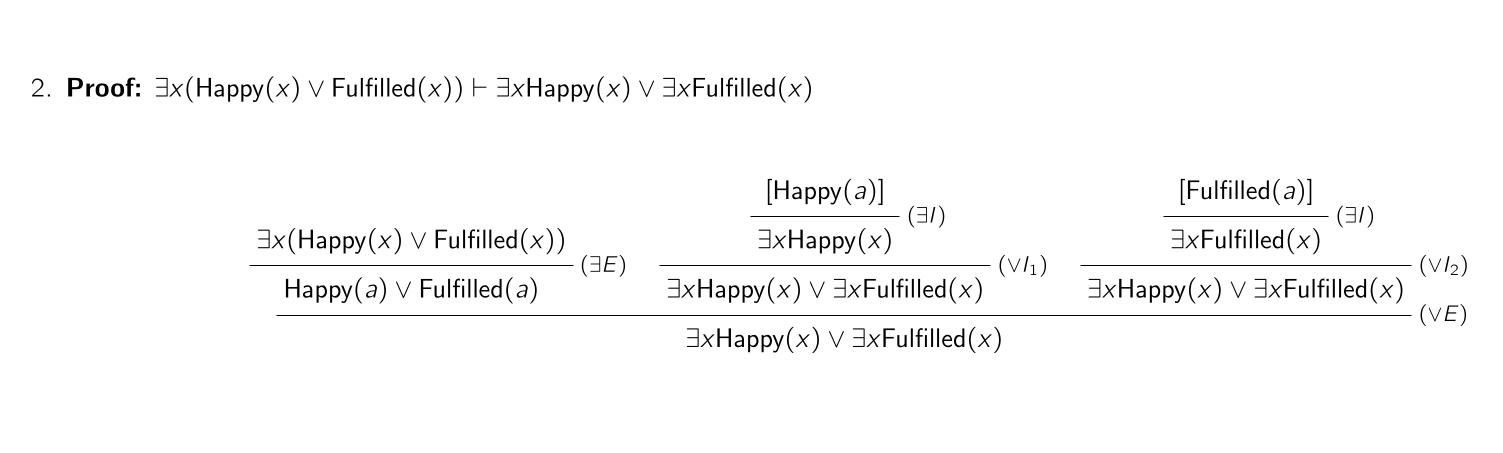 2. Proof: ∃x(Happy(x) ∨ Fulfilled(x)) ⊢ ∃xHappy(x) ∨ ∃xFulfilled(x)
[Happy(a)] [Fulfilled(a)]
(∃I) (∃I)
∃x(Happy(x) ∨ Fulfilled(x)) ∃xHappy(x) ∃xFulfilled(x)
(∃E) (∨I₁) (∨I₂)
Happy(a) ∨ Fulfilled(a) ∃xHappy(x) ∨ ∃xFulfilled(x) ∃xHappy(x) ∨ ∃xFulfilled(x)
(∨E)
∃xHappy(x) ∨ ∃xFulfilled(x)